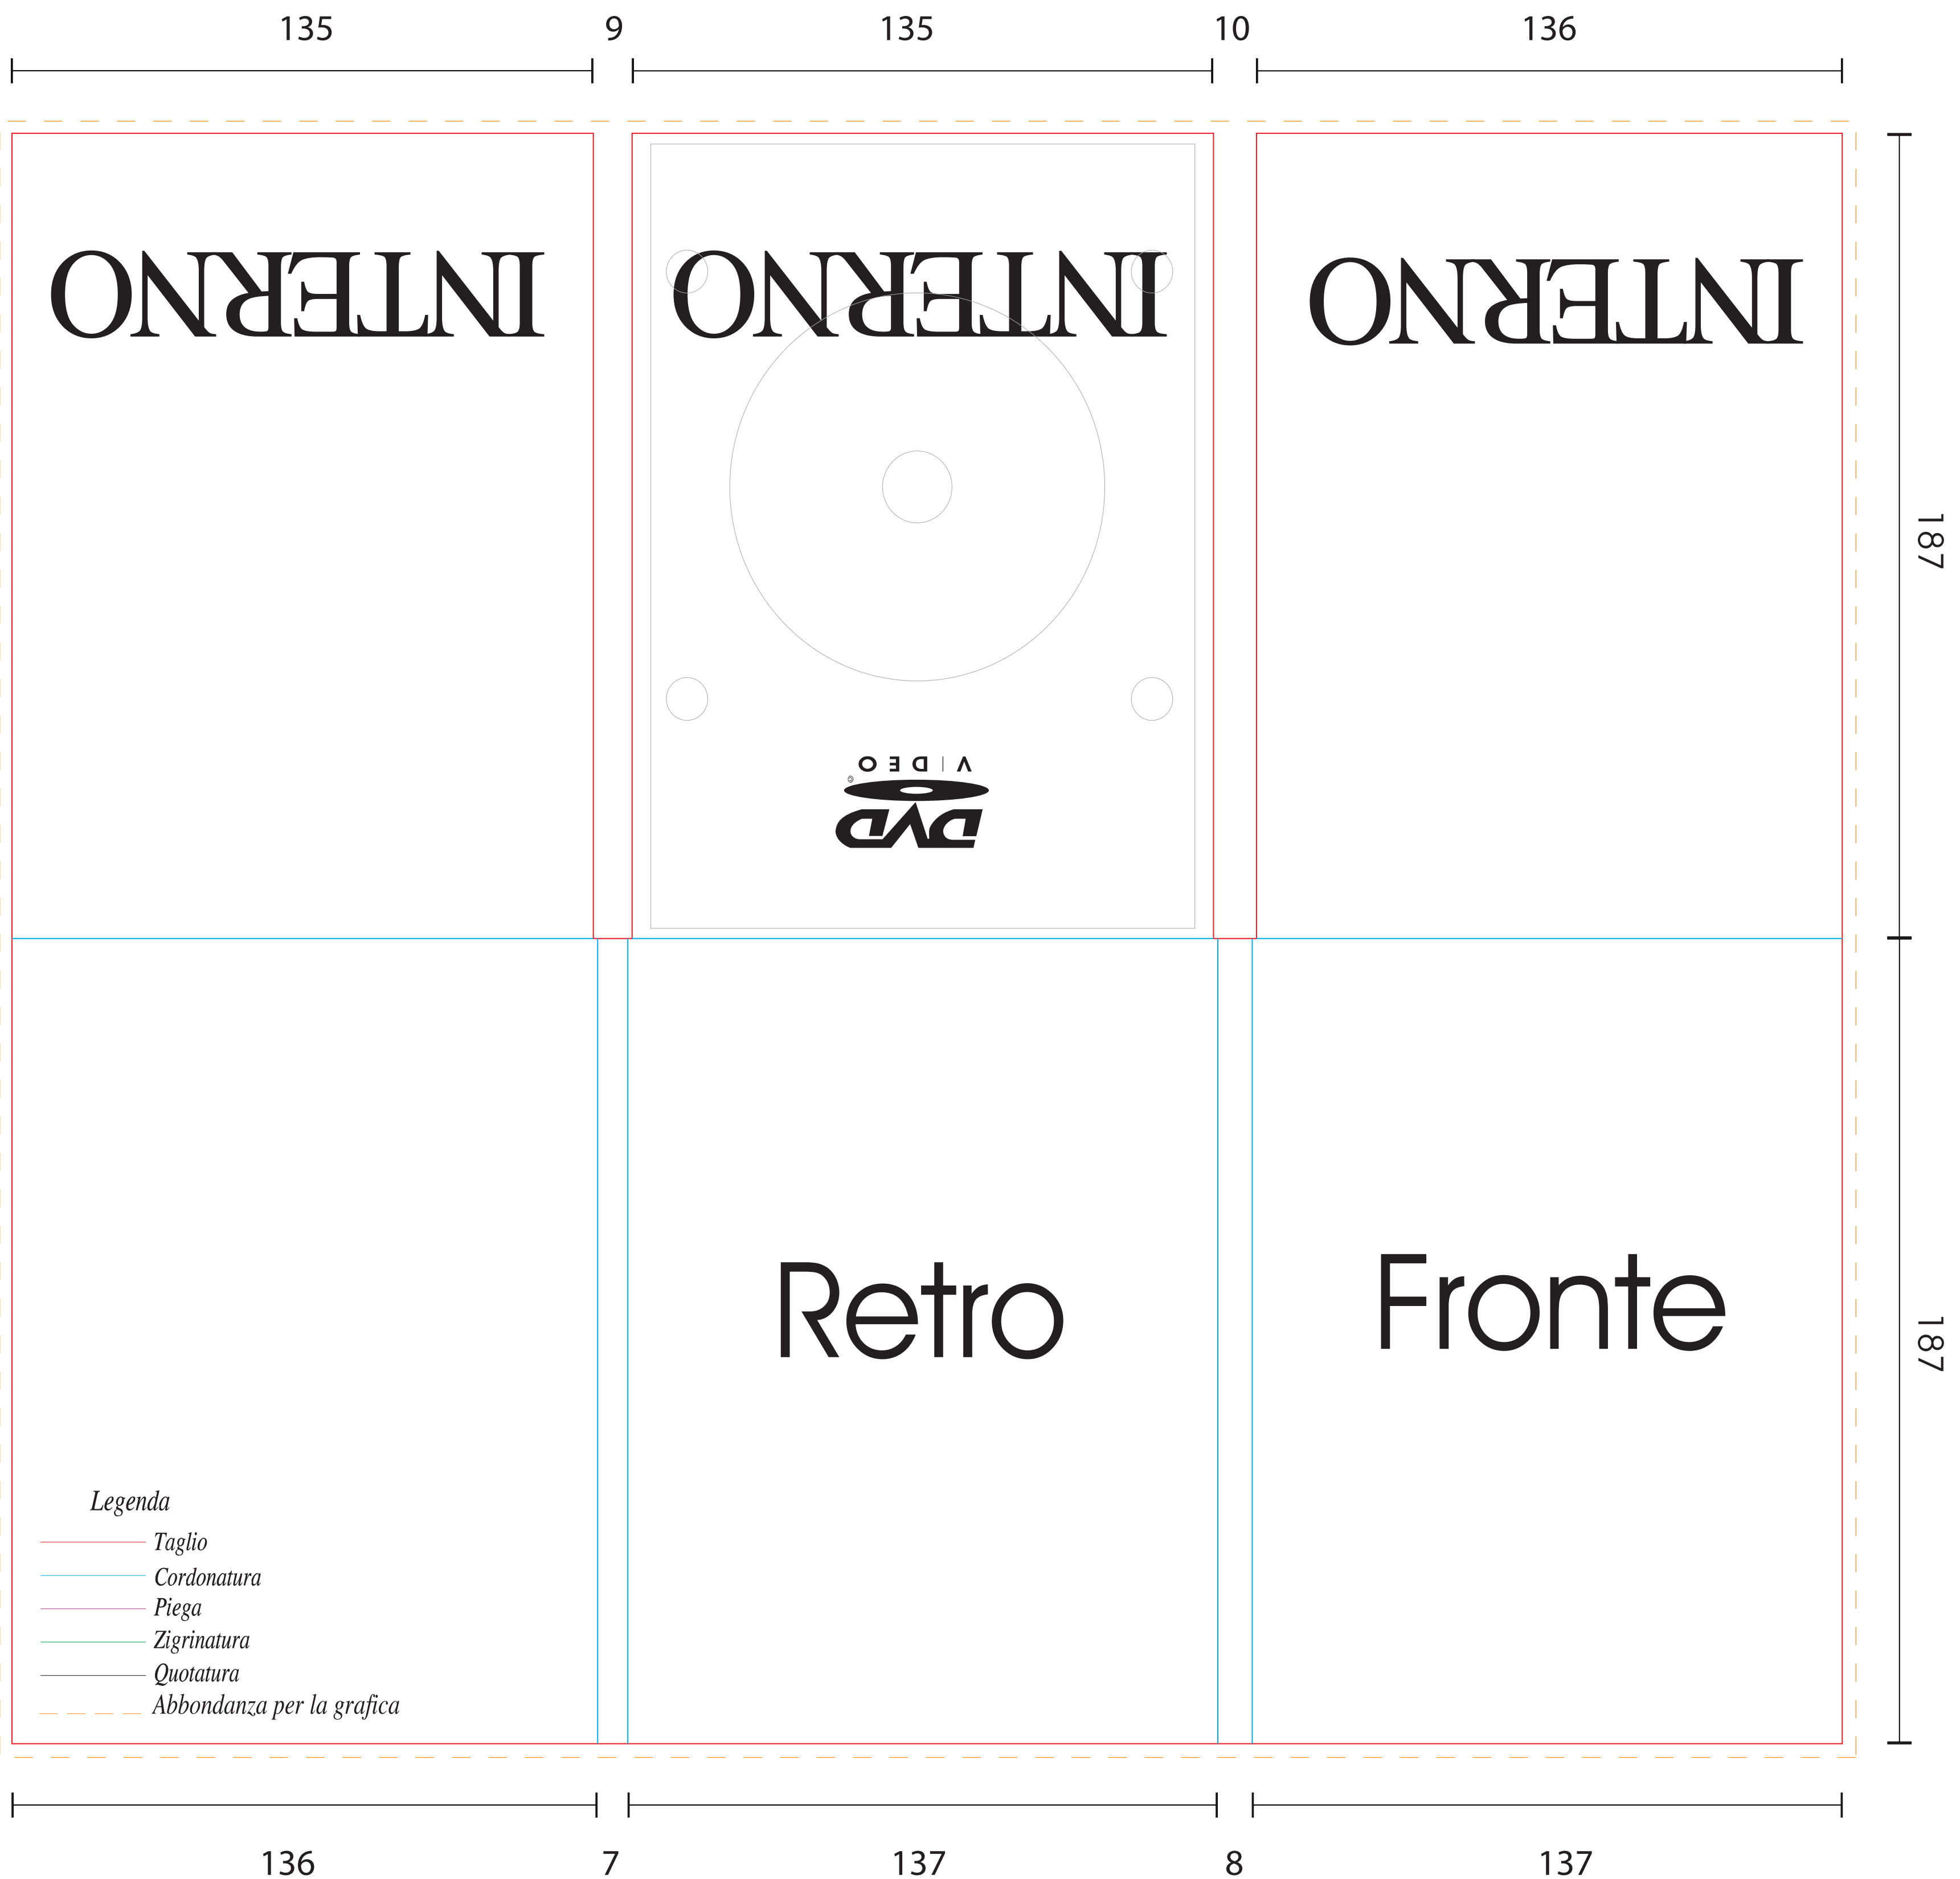 135 9 135 10 136
INTERNO INTERNO INTERNO
187
VIDEO
©
DVD
Retro Fronte
187
Legenda
Taglio
Cordonatura
Piega
Zigrinatura
Quotatura
Abbondanza per la grafica
136 7 137 8 137